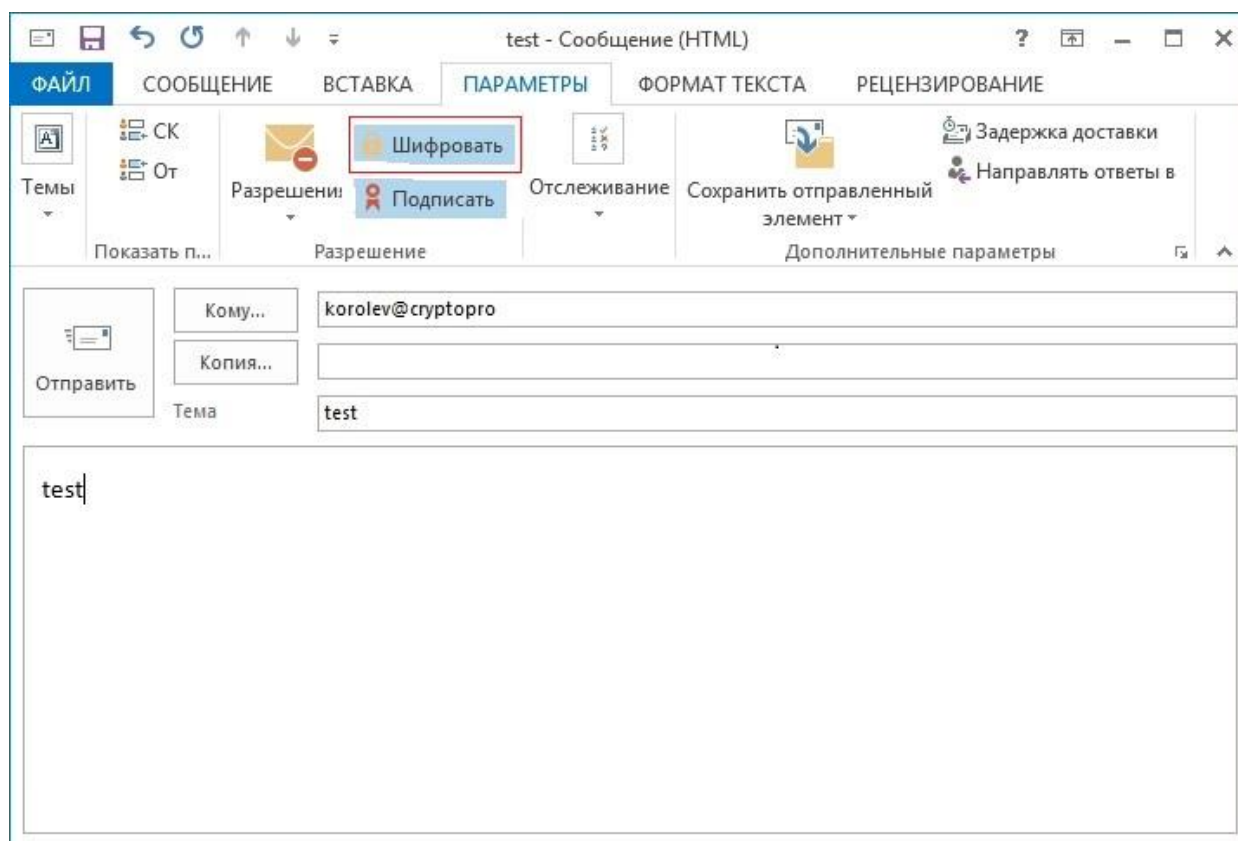 test - Сообщение (HTML) ?
ФАЙЛ СООБЩЕНИЕ ВСТАВКА ПАРАМЕТРЫ ФОРМАТ ТЕКСТА РЕЦЕНЗИРОВАНИЕ
Темы
СК
От
Показать п...
Разрешени
Шифровать
Подписать
Разрешение
Отслеживание
Сохранить отправленный
элемент
Задержка доставки
Направлять ответы в
Дополнительные параметры
Отправить
Кому... korolev@cryptopro
Копия...
Тема test
test